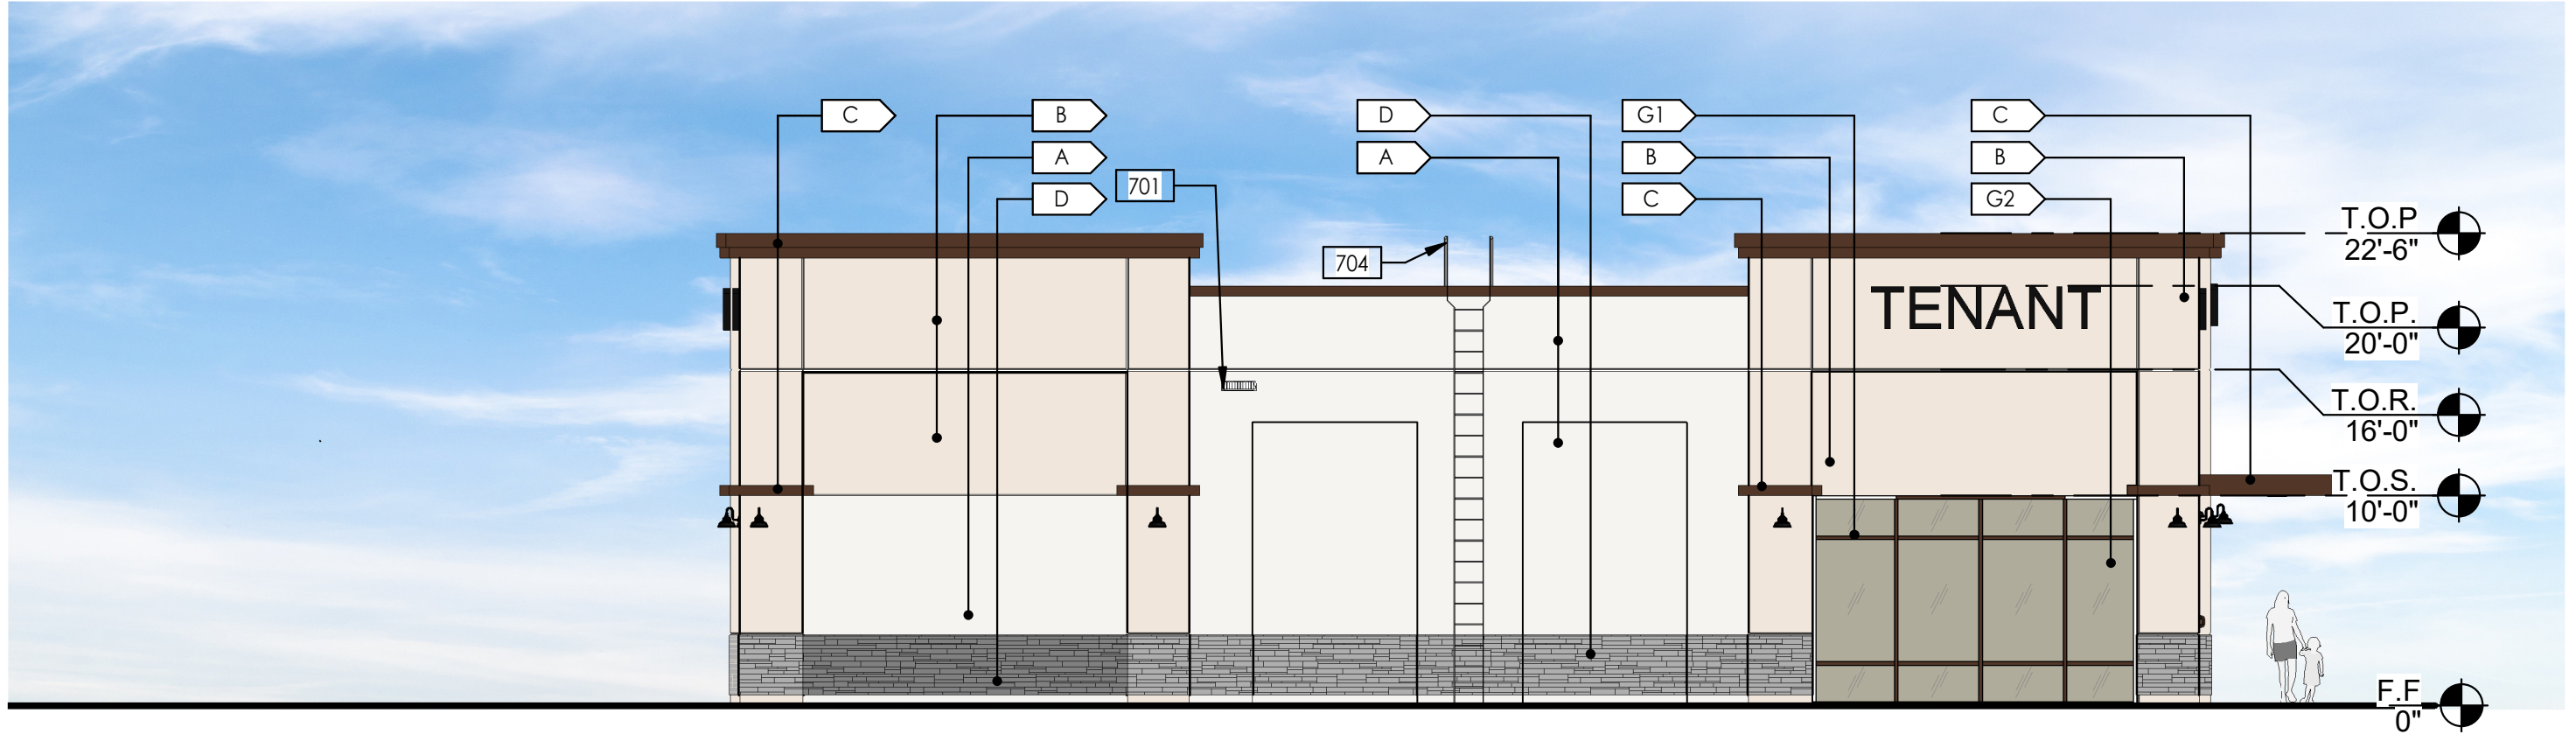 C
B
D
G1
C
A
A
B
B
701
D
C
G2
T.O.P
22'-6"
704
TENANT
T.O.P.
20'-0"
T.O.R.
16'-0"
T.O.S.
10'-0"
F.F
0"